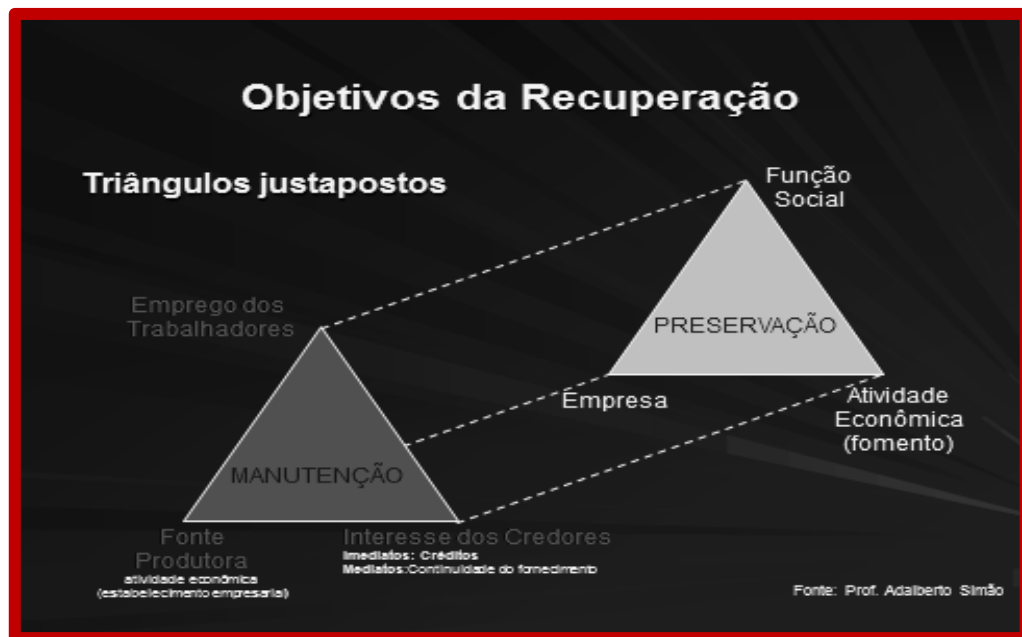 Objetivos da Recuperação
Triângulos justapostos
Função
Social
Emprego dos
Trabalhadores
PRESERVAÇÃO
Empresa
Atividade
Econômica
(fomento)
MANUTENÇÃO
Fonte
Produtora
atividade econômica
(estabelecimento empresarial)
Interesse dos Credores
Imediatos: Créditos
Mediatos:Continuidade do fornecimento
Fonte: Prof. Adalberto Simão